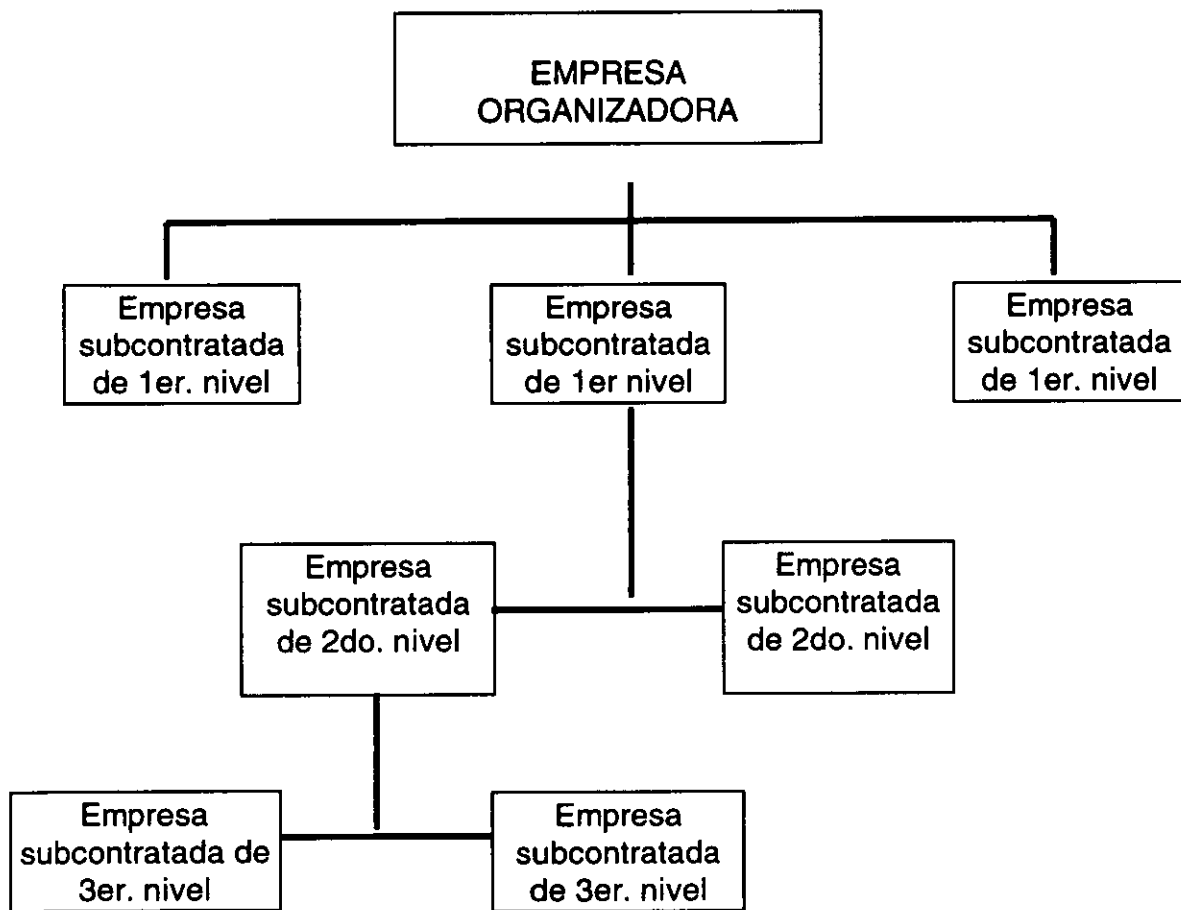 EMPRESA
ORGANIZADORA
Empresa
subcontratada
de 1er. nivel
Empresa
subcontratada
de 1er nivel
Empresa
subcontratada
de 1er. nivel
Empresa
subcontratada
de 2do. nivel
Empresa
subcontratada
de 2do. nivel
Empresa
subcontratada de
3er. nivel
Empresa
subcontratada
de 3er. nivel